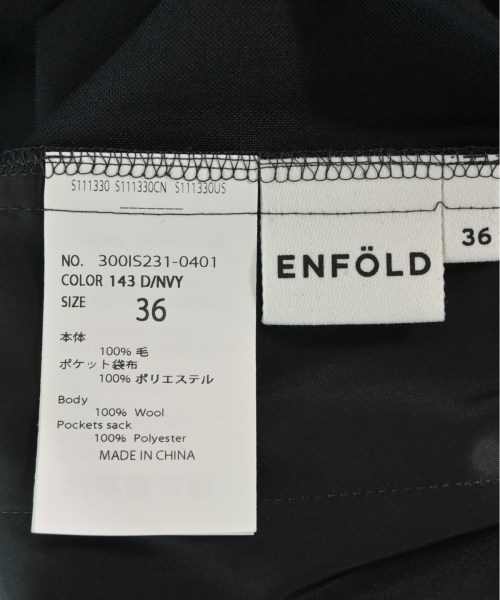 S111330 S111330CN S111330US
NO. 300IS231-0401
COLOR 143 D/NVY
SIZE 36
本体
100% 毛
ポケット袋布
100% ポリエステル
Body
100% Wool
Pockets sack
100% Polyester
MADE IN CHINA
ENFÖLD
36